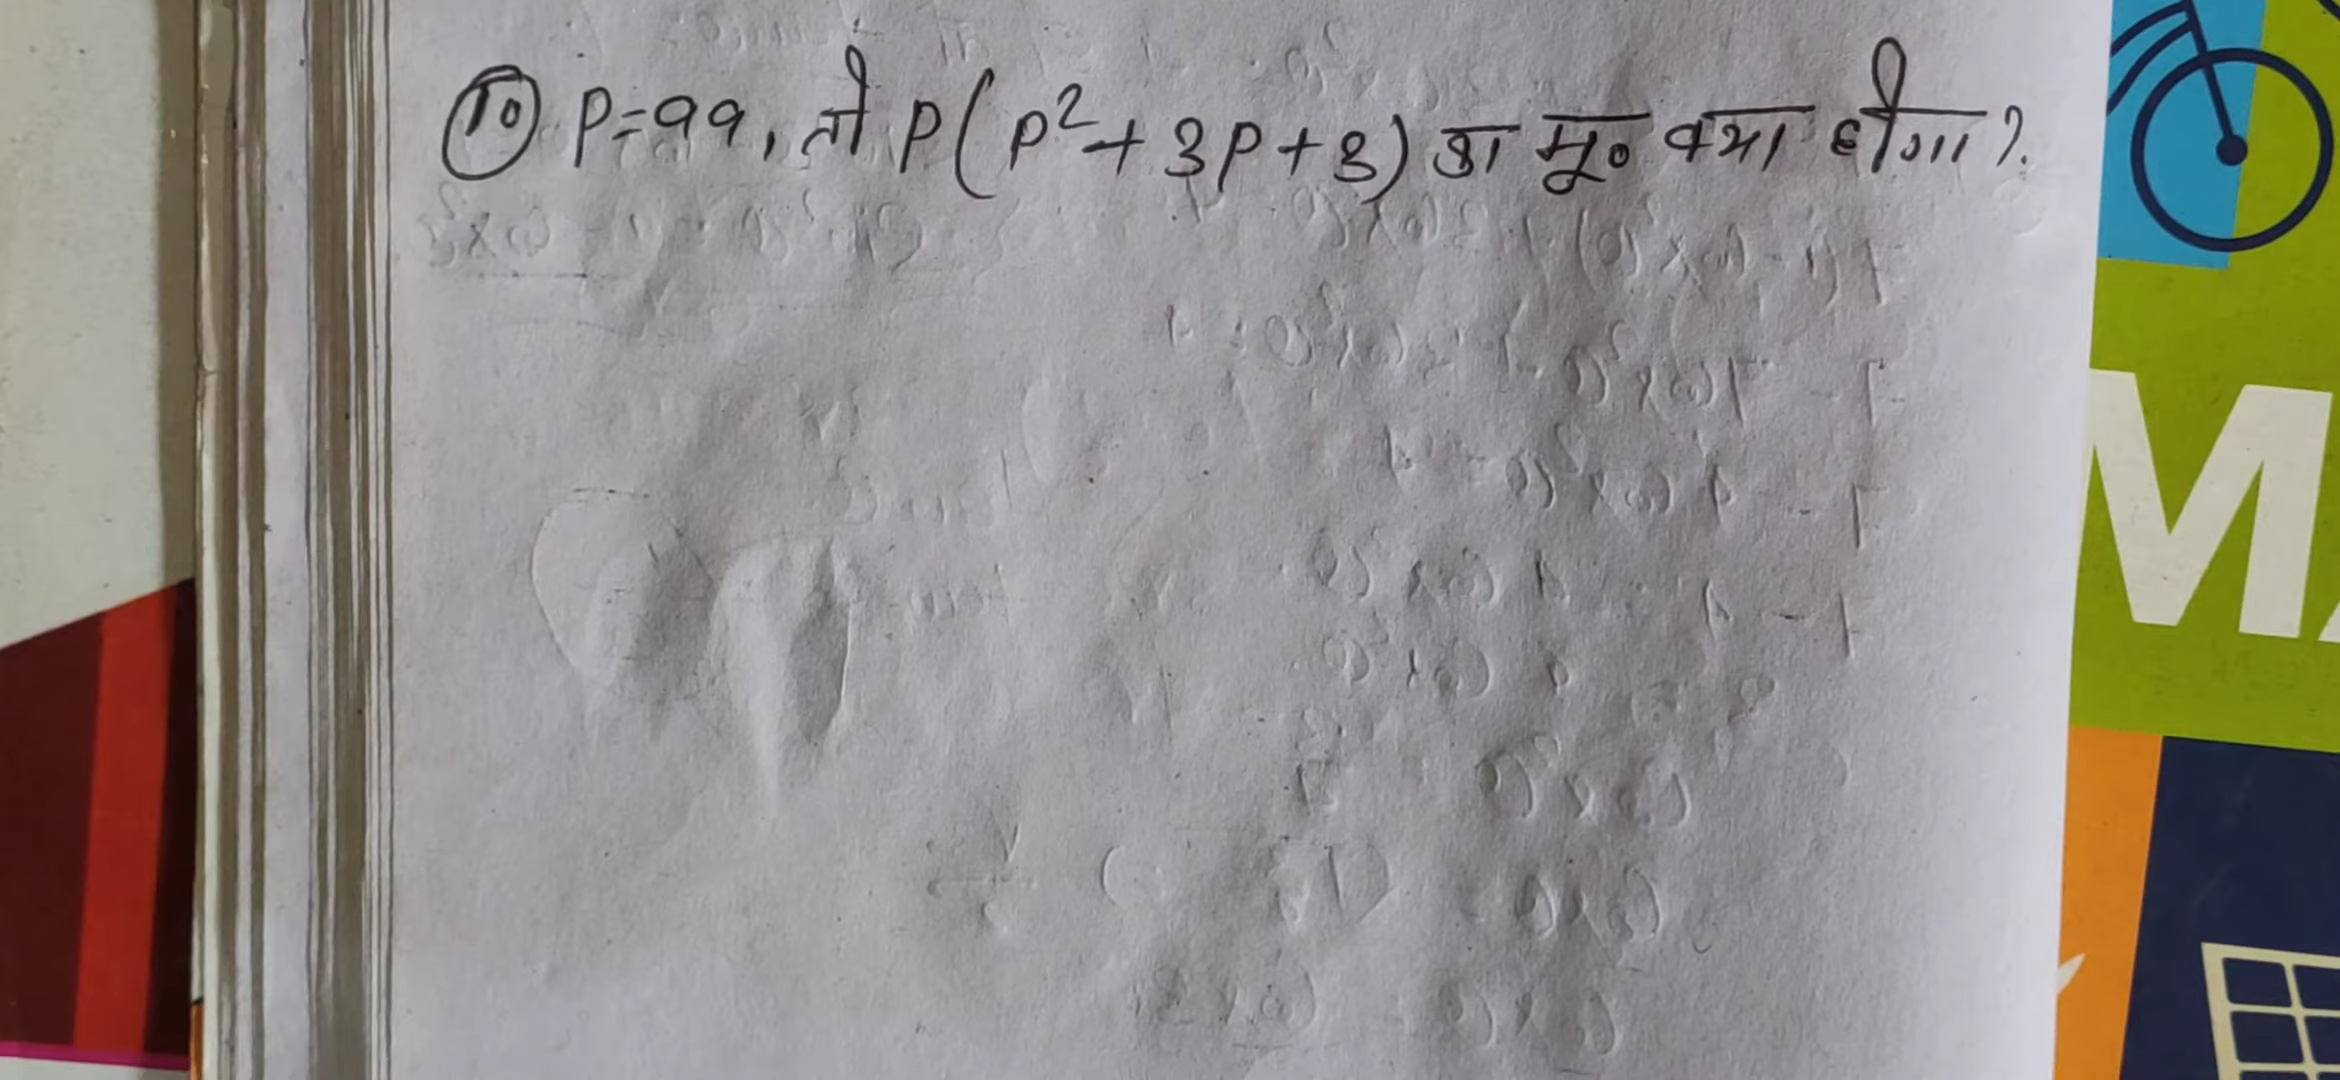 ⑩ P=99, तो P(P²+3P+3) का मू० क्या होगा?
M